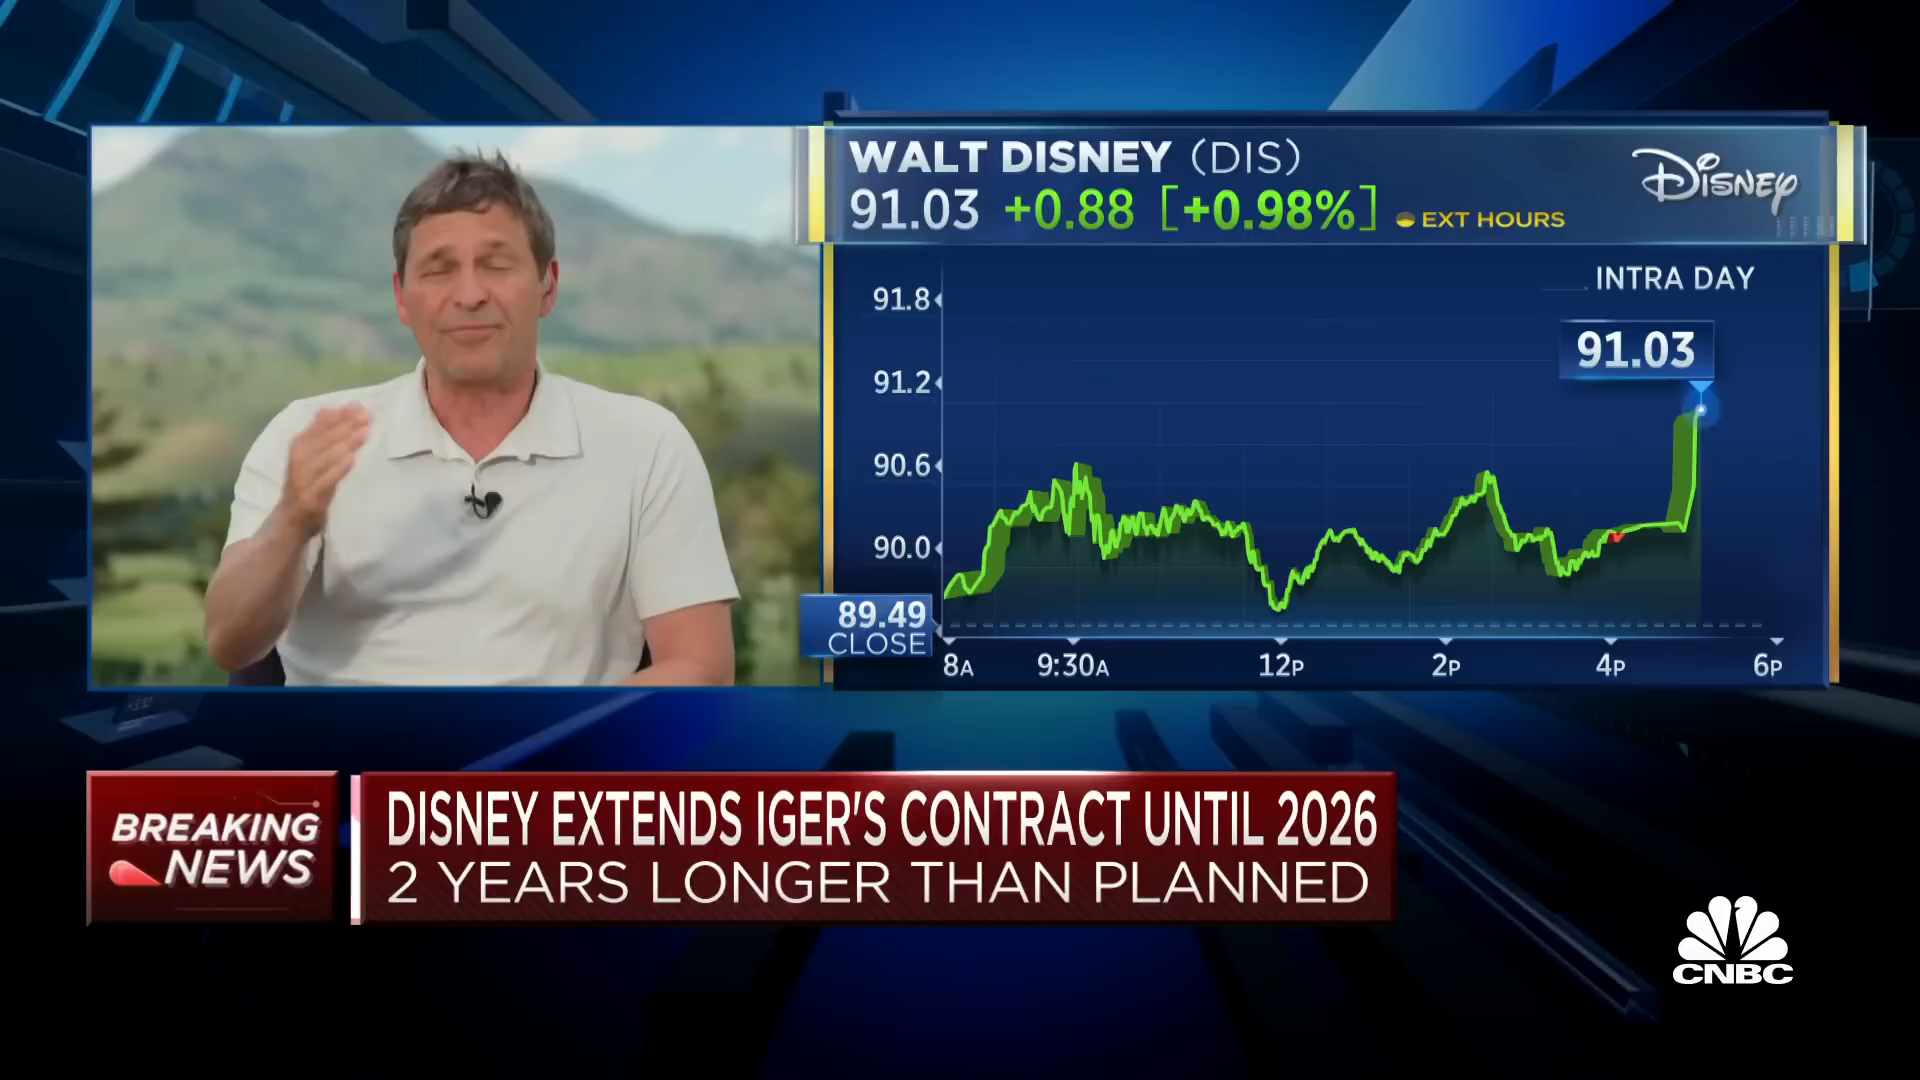 WALT DISNEY (DIS)
91.03 +0.88 [+0.98%] EXT HOURS
DISNEY
INTRA DAY
91.03
91.8
91.2
90.6
90.0
89.49
CLOSE
8A 9:30A 12P 2P 4P 6P
BREAKING
NEWS
DISNEY EXTENDS IGER'S CONTRACT UNTIL 2026
2 YEARS LONGER THAN PLANNED
CNBC